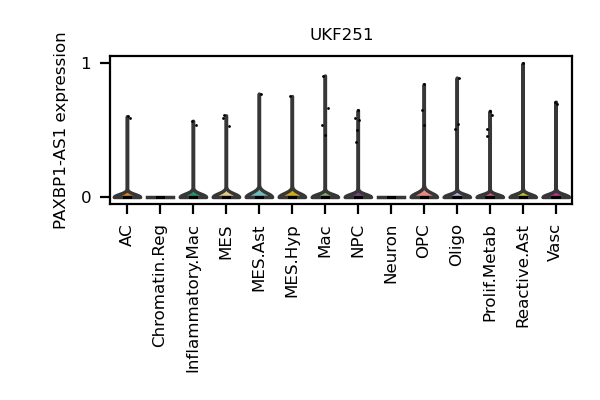 UKF251
PAXBP1-AS1 expression
1
0
AC
Chromatin.Reg
Inflammatory.Mac
MES
MES.Ast
MES.Hyp
Mac
NPC
Neuron
OPC
Oligo
Prolif.Metab
Reactive.Ast
Vasc